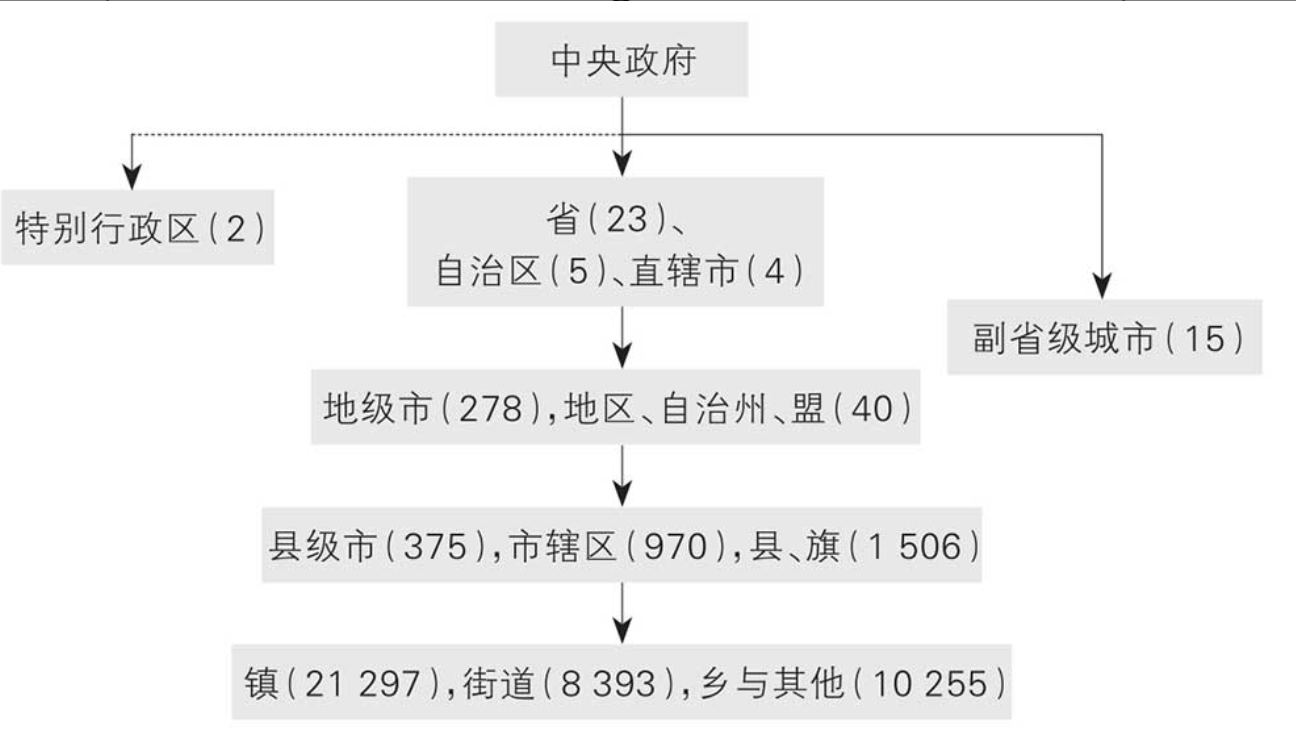 中央政府
特别行政区(2)
省(23)、
自治区(5)、直辖市(4)
副省级城市(15)
地级市(278),地区、自治州、盟(40)
县级市(375),市辖区(970),县、旗(1 506)
镇(21 297),街道(8 393),乡与其他(10 255)